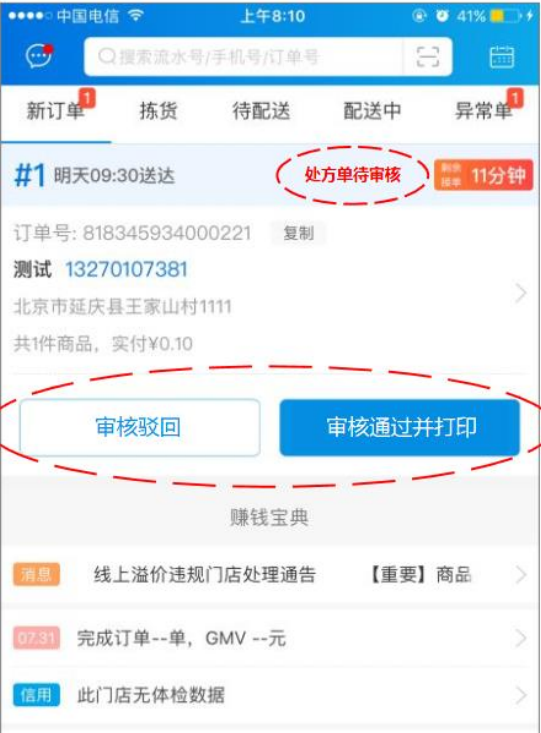 中国电信 上午8:10 41%
搜索流水号/手机号/订单号
新订单 1 拣货 待配送 配送中 异常单 1
#1 明天09:30送达 处方单待审核 剩余接单 11分钟
订单号: 818345934000221 复制
测试 13270107381
北京市延庆县王家山村1111
共1件商品，实付¥0.10
审核驳回 审核通过并打印
赚钱宝典
消息 线上溢价违规门店处理通告 【重要】商品
07.31 完成订单--单，GMV --元
信用 此门店无体检数据